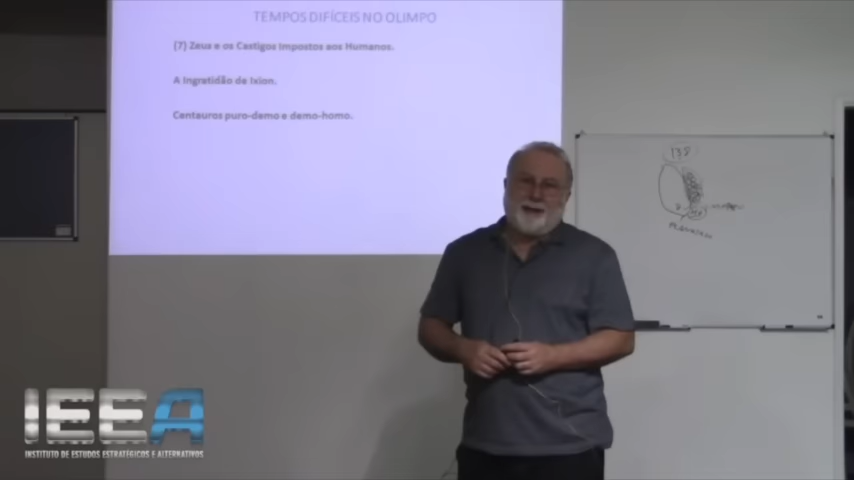 TEMPOS DIFÍCEIS NO OLIMPO
(7) Zeus e os Castigos Impostos aos Humanos.
A Ingratidão de Ixion.
Centauros puro-demo e demo-homo.
138
IEEA
INSTITUTO DE ESTUDOS ESTRATÉGICOS E ALTERNATIVOS